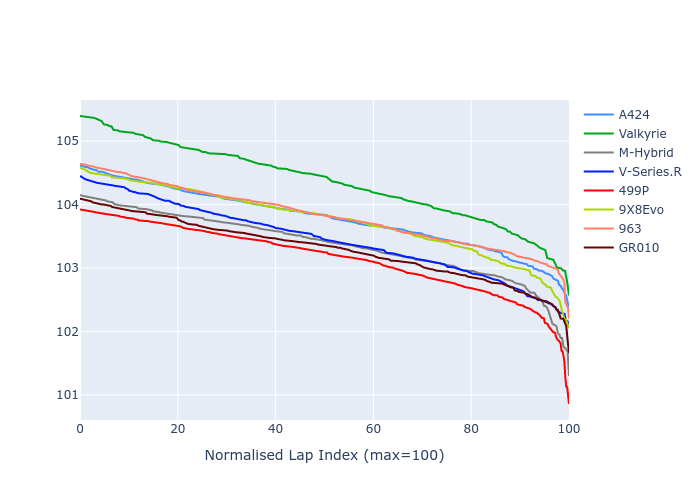 105
104
103
102
101
0 20 40 60 80 100
Normalised Lap Index (max=100)
A424
Valkyrie
M-Hybrid
V-Series.R
499P
9X8Evo
963
GR010